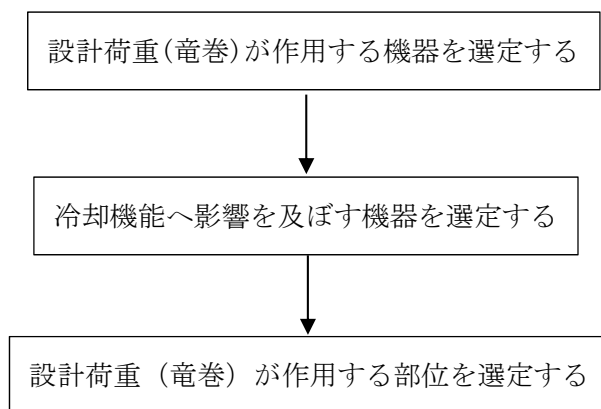 設計荷重(竜巻)が作用する機器を選定する
冷却機能へ影響を及ぼす機器を選定する
設計荷重（竜巻）が作用する部位を選定する